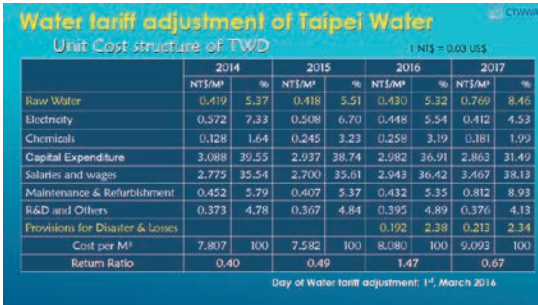 Water tariff adjustment of Taipei Water
Unit Cost structure of TWD
1 NT$ = 0.03 US$
2014 2015 2016 2017
NT$/M³ % NT$/M³ % NT$/M³ % NT$/M³ %
Raw Water 0.419 5.37 0.418 5.51 0.430 5.32 0.769 8.46
Electricity 0.572 7.33 0.508 6.70 0.448 5.54 0.412 4.53
Chemicals 0.128 1.64 0.245 3.23 0.258 3.19 0.181 1.99
Capital Expenditure 3.088 39.55 2.937 38.74 2.982 36.91 2.863 31.49
Salaries and wages 2.775 35.54 2.700 35.61 2.943 36.42 3.467 38.13
Maintenance & Refurbishment 0.452 5.79 0.407 5.37 0.432 5.35 0.812 8.93
R&D and Others 0.373 4.78 0.367 4.84 0.395 4.89 0.376 4.13
Provisions for Disaster & Losses 0.192 2.38 0.213 2.34
Cost per M³ 7.807 100 7.582 100 8.080 100 9.093 100
Return Ratio 0.40 0.49 1.47 0.67
Day of Water tariff adjustment: 1st, March 2016